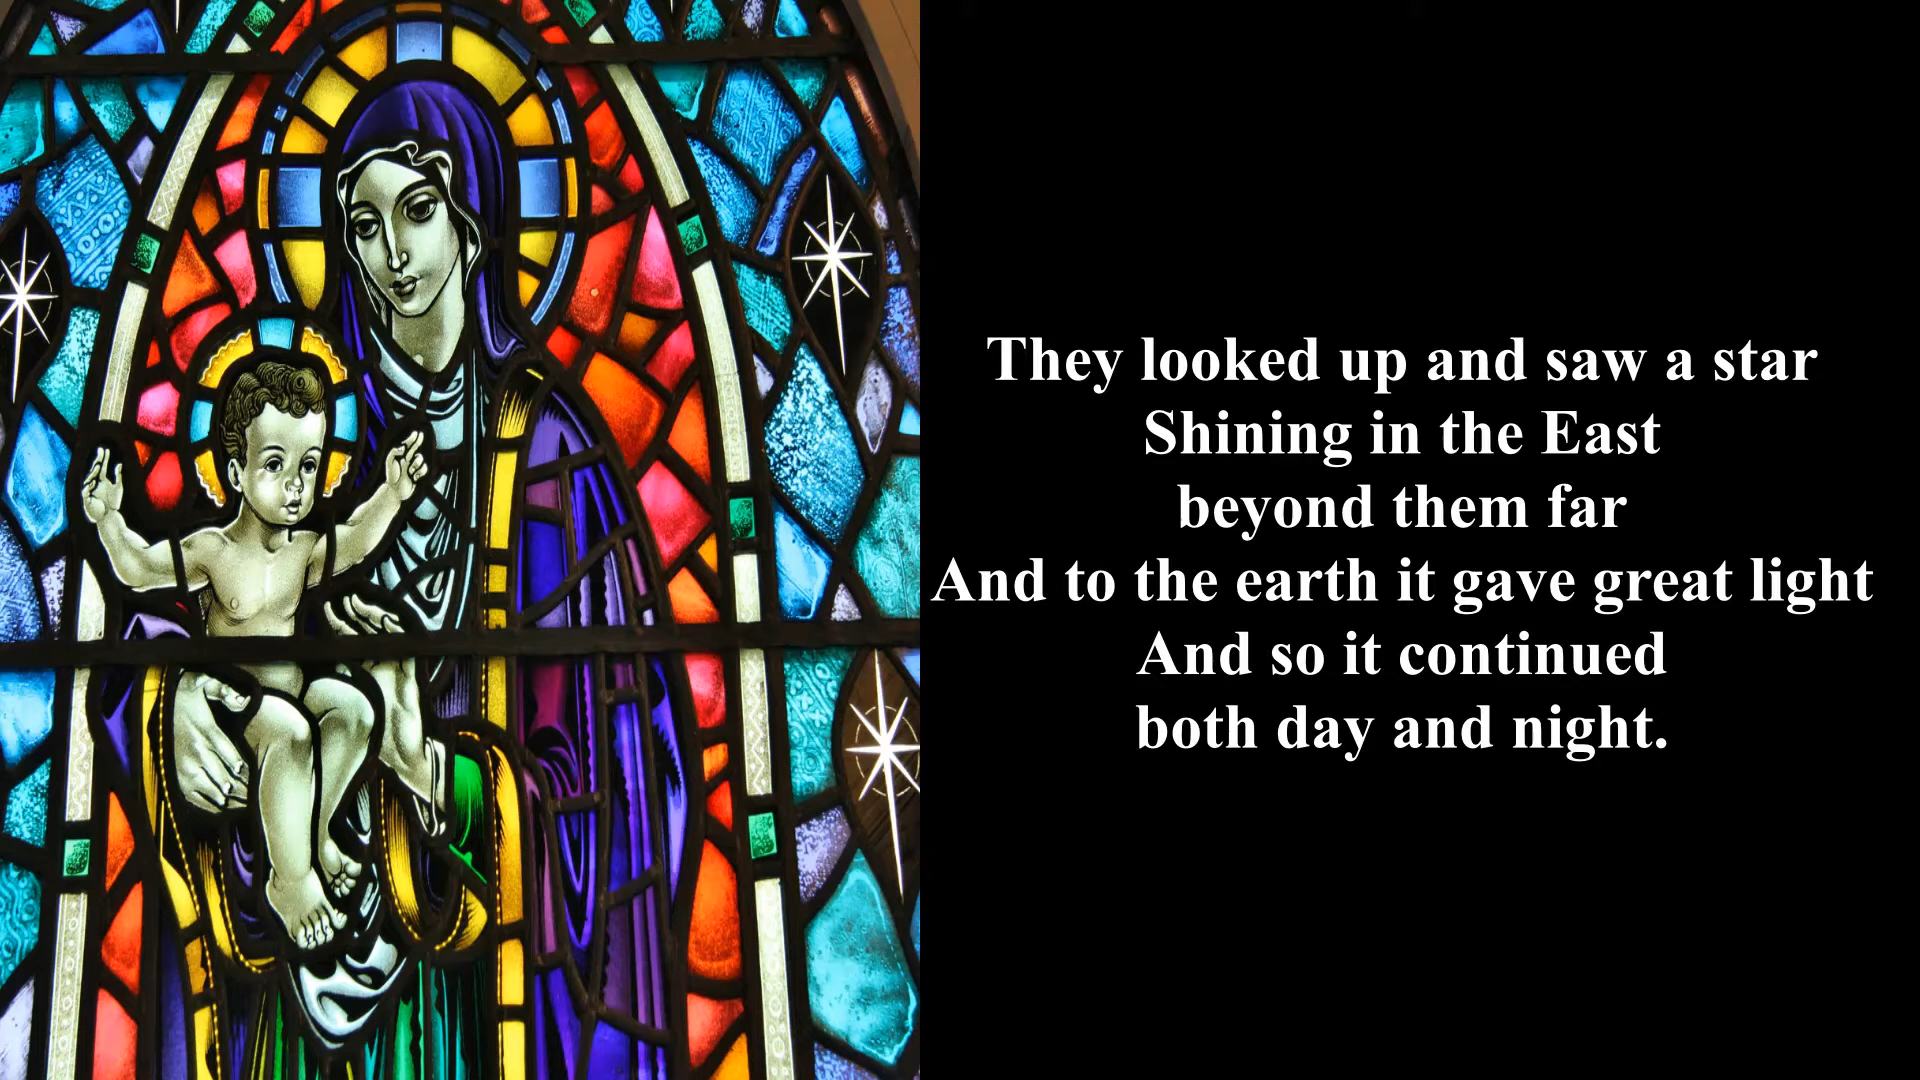 They looked up and saw a star
Shining in the East
beyond them far
And to the earth it gave great light
And so it continued
both day and night.